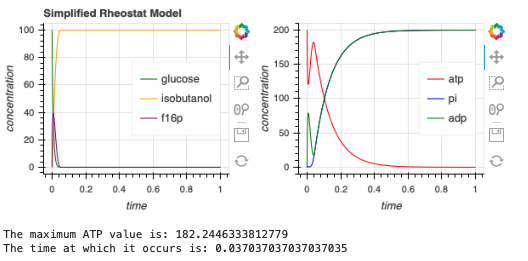 Simplified Rheostat Model
100
80
60
40
20
0
concentration
glucose
isobutanol
f16p
0
0.2
0.4
0.6
0.8
1
time
200
150
100
50
0
concentration
atp
pi
adp
0
0.2
0.4
0.6
0.8
1
time
The maximum ATP value is: 182.2446333812779
The time at which it occurs is: 0.037037037037037035